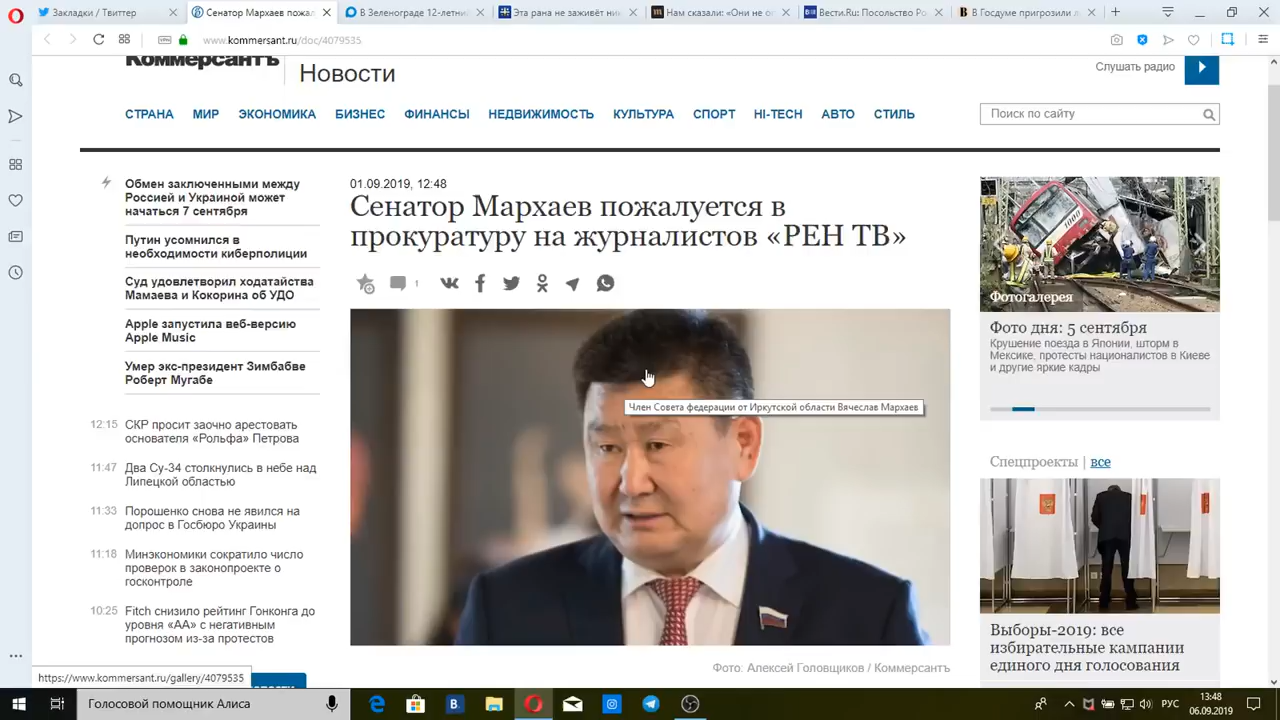 Закладки / Твиттер
Сенатор Мархаев пожал
В Зеленограде 12-летни
Эта рана не заживёт ни
Нам сказали: «Они не о
Вести.Ru: Посольство Ро
В Госдуме пригрозили л
VPN
www.kommersant.ru/doc/4079535
Коммерсантъ
Новости
Слушать радио
СТРАНА МИР ЭКОНОМИКА БИЗНЕС ФИНАНСЫ НЕДВИЖИМОСТЬ КУЛЬТУРА СПОРТ HI-TECH АВТО СТИЛЬ
Поиск по сайту
Обмен заключенными между
Россией и Украиной может
начаться 7 сентября
Путин усомнился в
необходимости киберполиции
Суд удовлетворил ходатайства
Мамаева и Кокорина об УДО
Apple запустила веб-версию
Apple Music
Умер экс-президент Зимбабве
Роберт Мугабе
12:15 СКР просит заочно арестовать
основателя «Рольфа» Петрова
11:47 Два Су-34 столкнулись в небе над
Липецкой областью
11:33 Порошенко снова не явился на
допрос в Госбюро Украины
11:18 Минэкономики сократило число
проверок в законопроекте о
госконтроле
10:25 Fitch снизило рейтинг Гонконга до
уровня «АА» с негативным
прогнозом из-за протестов
01.09.2019, 12:48
Сенатор Мархаев пожалуется в
прокуратуру на журналистов «РЕН ТВ»
1
Член Совета федерации от Иркутской области Вячеслав Мархаев
Фото: Алексей Головщиков / Коммерсантъ
1000
Фотогалерея
Фото дня: 5 сентября
Крушение поезда в Японии, шторм в
Мексике, протесты националистов в Киеве
и другие яркие кадры
Спецпроекты | все
Выборы-2019: все
избирательные кампании
единого дня голосования
https://www.kommersant.ru/gallery/4079535
Голосовой помощник Алиса
РУС
13:48
06.09.2019